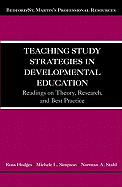 BEDFORD/ST. MARTIN'S PROFESSIONAL RESOURCES
TEACHING STUDY
STRATEGIES IN
DEVELOPMENTAL
EDUCATION
Readings on Theory, Research,
and Best Practice
Russ Hodges Michele L. Simpson Norman A. Stahl